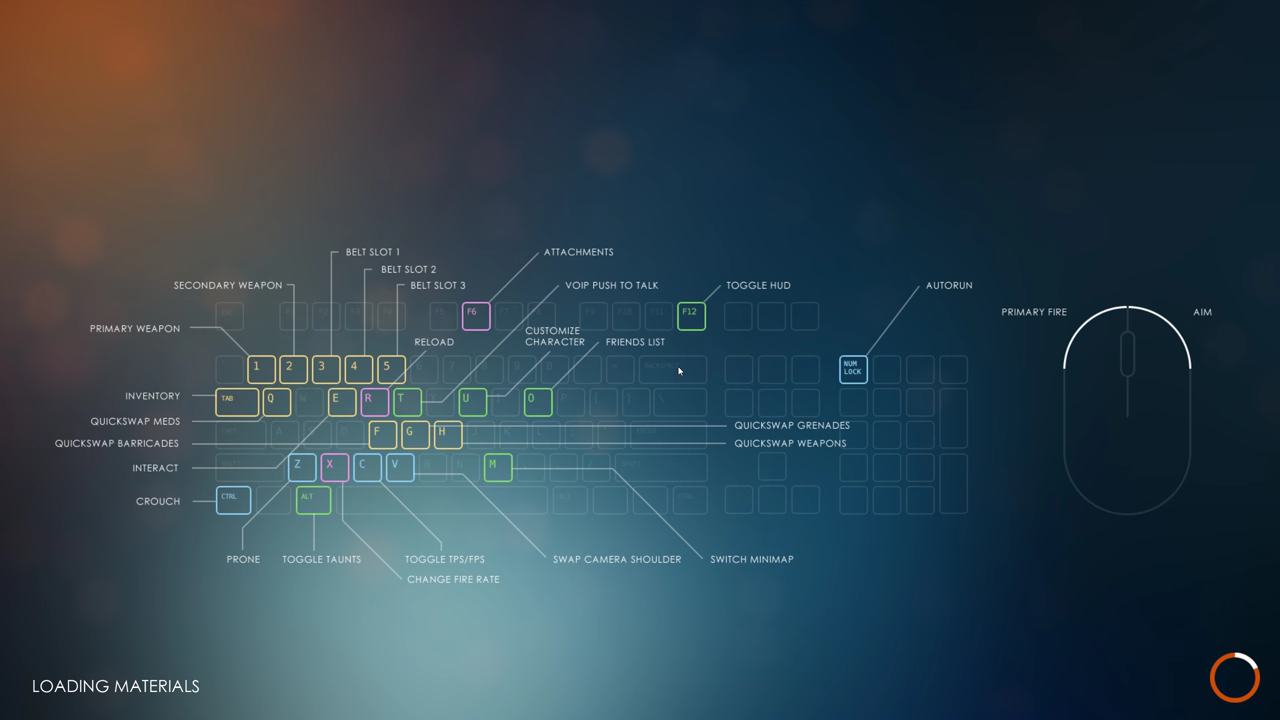 BELT SLOT 1
ATTACHMENTS
BELT SLOT 2
SECONDARY WEAPON
BELT SLOT 3
VOIP PUSH TO TALK
TOGGLE HUD
AUTORUN
F6
F12
PRIMARY FIRE
AIM
PRIMARY WEAPON
RELOAD
CUSTOMIZE
CHARACTER
FRIENDS LIST
1 2 3 4 5
NUM
LOCK
INVENTORY
TAB Q E R T U O
QUICKSWAP MEDS
QUICKSWAP BARRICADES
F G H
QUICKSWAP GRENADES
QUICKSWAP WEAPONS
INTERACT
Z X C V M
CROUCH
CTRL
ALT
PRONE
TOGGLE TAUNTS
TOGGLE TPS/FPS
SWAP CAMERA SHOULDER
SWITCH MINIMAP
CHANGE FIRE RATE
LOADING MATERIALS